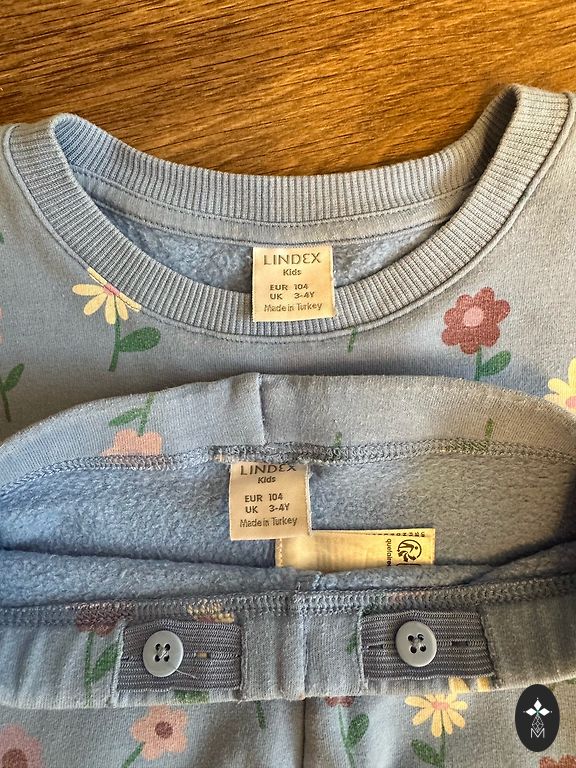 LINDEX
Kids
EUR 104
UK 3-4Y
Made in Turkey
LINDEX
Kids
EUR 104
UK 3-4Y
Made in Turkey
M